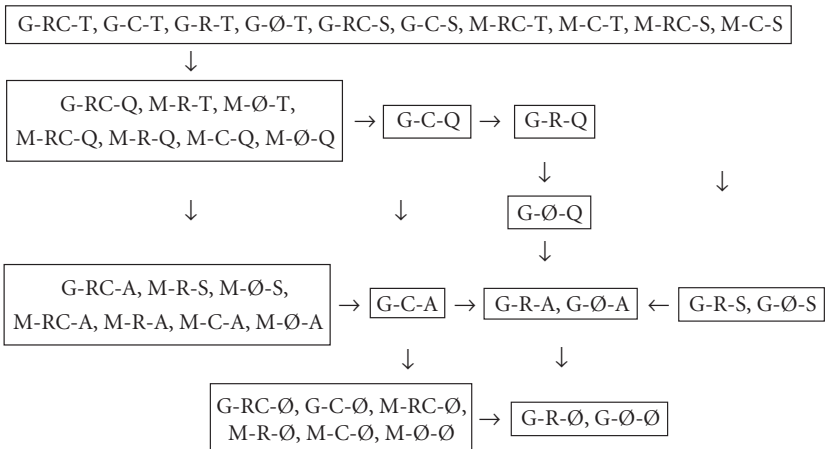 G-RC-T, G-C-T, G-R-T, G-Ø-T, G-RC-S, G-C-S, M-RC-T, M-C-T, M-RC-S, M-C-S
↓
G-RC-Q, M-R-T, M-Ø-T,
M-RC-Q, M-R-Q, M-C-Q, M-Ø-Q
→ G-C-Q → G-R-Q
↓ ↓ ↓ ↓
G-Ø-Q
↓
G-RC-A, M-R-S, M-Ø-S,
M-RC-A, M-R-A, M-C-A, M-Ø-A
→ G-C-A → G-R-A, G-Ø-A ← G-R-S, G-Ø-S
↓ ↓
G-RC-Ø, G-C-Ø, M-RC-Ø,
M-R-Ø, M-C-Ø, M-Ø-Ø
→ G-R-Ø, G-Ø-Ø